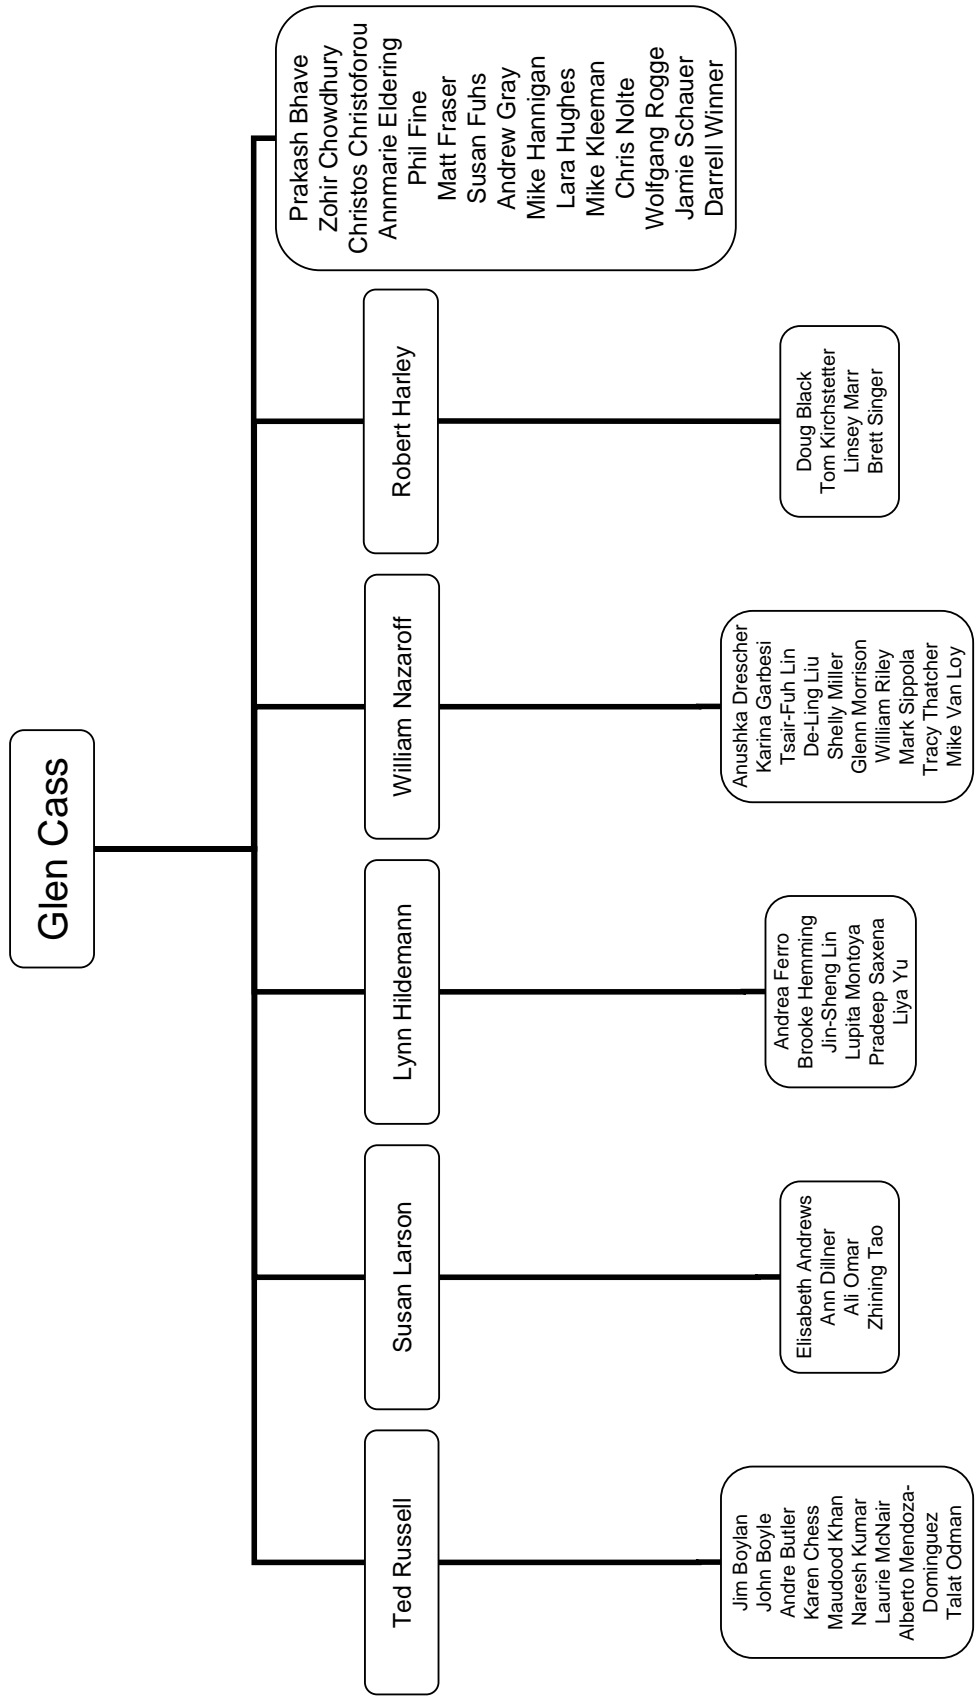 Glen Cass
Ted Russell
Susan Larson
Lynn Hildemann
William Nazaroff
Robert Harley
Prakash Bhave
Zohir Chowdhury
Christos Christoforou
Annmarie Eldering
Phil Fine
Matt Fraser
Susan Fuhs
Andrew Gray
Mike Hannigan
Lara Hughes
Mike Kleeman
Chris Nolte
Wolfgang Rogge
Jamie Schauer
Darrell Winner
Jim Boylan
John Boyle
Andre Butler
Karen Chess
Maudood Khan
Naresh Kumar
Laurie McNair
Alberto Mendoza-
Dominguez
Talat Odman
Elisabeth Andrews
Ann Dillner
Ali Omar
Zhining Tao
Andrea Ferro
Brooke Hemming
Jin-Sheng Lin
Lupita Montoya
Pradeep Saxena
Liya Yu
Anushka Drescher
Karina Garbesi
Tsair-Fuh Lin
De-Ling Liu
Shelly Miller
Glenn Morrison
William Riley
Mark Sippola
Tracy Thatcher
Mike Van Loy
Doug Black
Tom Kirchstetter
Linsey Marr
Brett Singer